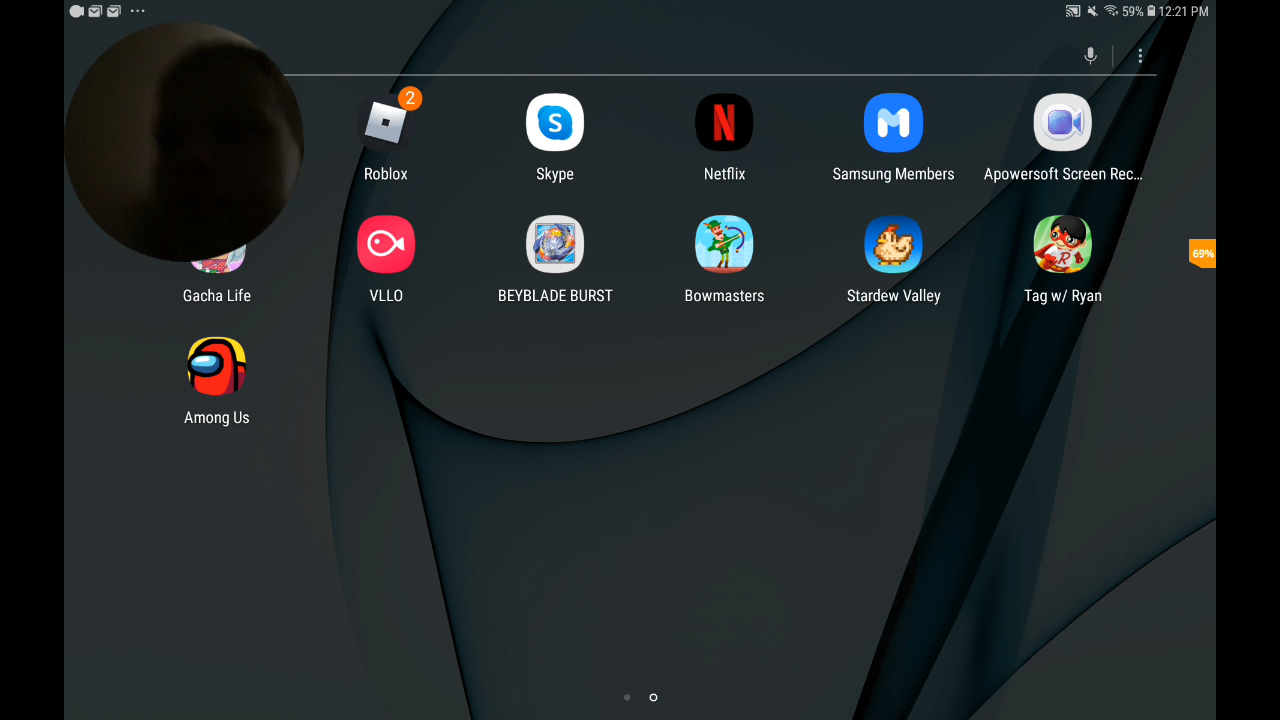 59% 12:21 PM
2
S
N
Roblox
Skype
Netflix
Samsung Members
Apowersoft Screen Rec...
69%
R
Gacha Life
VLLO
BEYBLADE BURST
Bowmasters
Stardew Valley
Tag w/ Ryan
Among Us